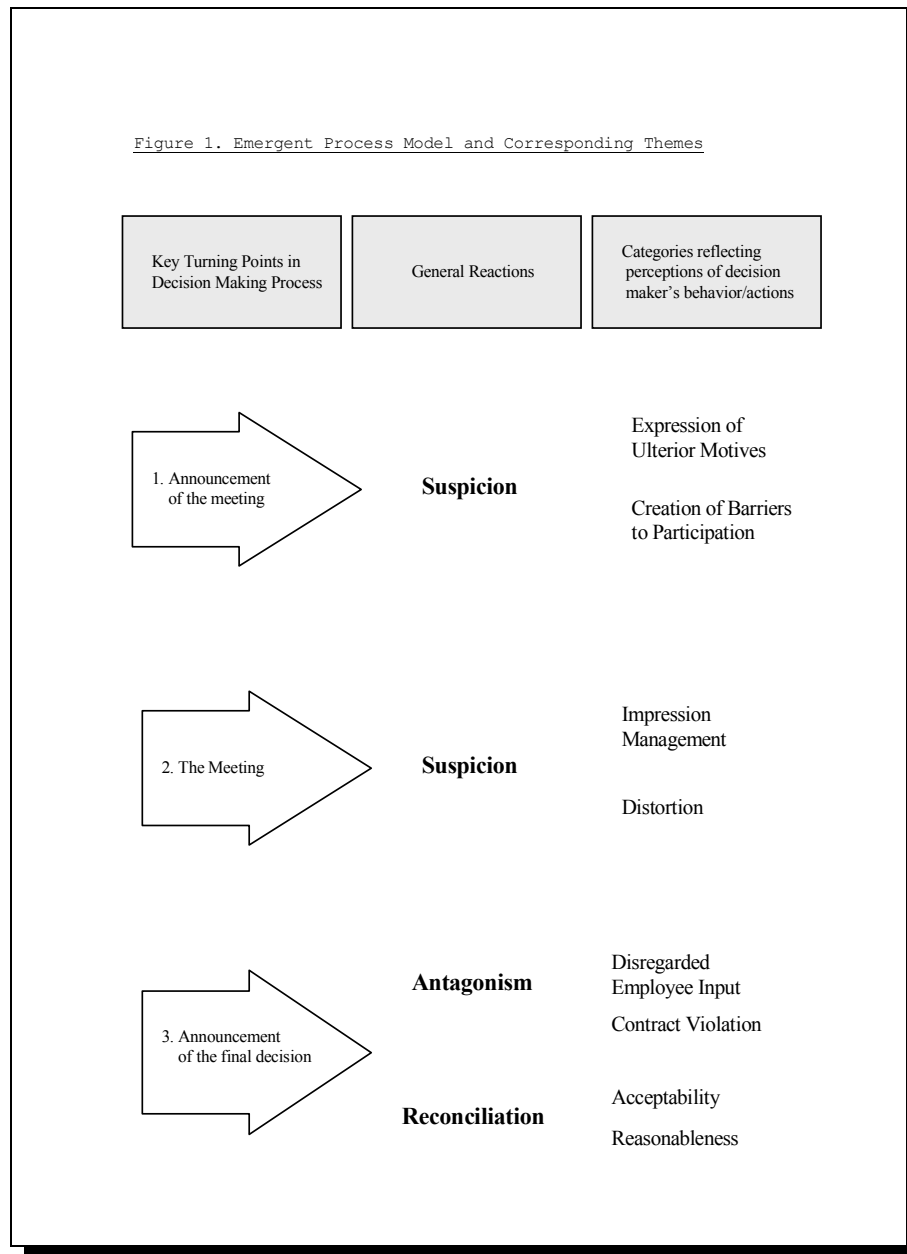 Figure 1. Emergent Process Model and Corresponding Themes
Key Turning Points in
Decision Making Process
General Reactions
Categories reflecting
perceptions of decision
maker’s behavior/actions
1. Announcement
of the meeting
Suspicion
Expression of
Ulterior Motives
Creation of Barriers
to Participation
2. The Meeting
Suspicion
Impression
Management
Distortion
3. Announcement
of the final decision
Antagonism
Disregarded
Employee Input
Contract Violation
Reconciliation
Acceptability
Reasonableness